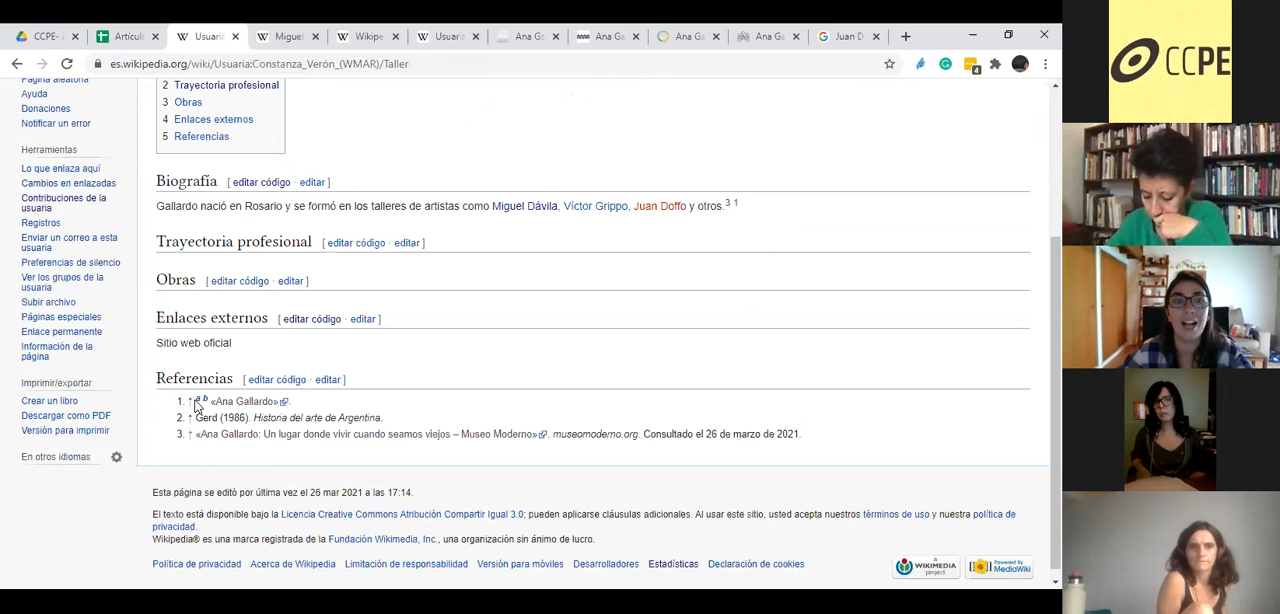 CCPE-
Artícul
Usuaria
Miguel
Wikipe
Usuaria
Ana Ga
Ana Ga
Ana Ga
Ana Ga
Juan D
es.wikipedia.org/wiki/Usuaria:Constanza_Verón_(WMAR)/Taller
4
Página aleatoria
Ayuda
Donaciones
Notificar un error
Herramientas
Lo que enlaza aquí
Cambios en enlazadas
Contribuciones de la
usuaria
Registros
Enviar un correo a esta
usuaria
Preferencias de silencio
Ver los grupos de la
usuaria
Subir archivo
Páginas especiales
Enlace permanente
Información de la
página
Imprimir/exportar
Crear un libro
Descargar como PDF
Versión para imprimir
En otros idiomas
2 Trayectoria profesional
3 Obras
4 Enlaces externos
5 Referencias
Biografía [ editar código · editar ]
Gallardo nació en Rosario y se formó en los talleres de artistas como Miguel Dávila, Víctor Grippo, Juan Doffo y otros.3 1
Trayectoria profesional [ editar código · editar ]
Obras [ editar código · editar ]
Enlaces externos [ editar código · editar ]
Sitio web oficial
Referencias [ editar código · editar ]
1. ↑ a b «Ana Gallardo».
2. ↑ Gerd (1986). Historia del arte de Argentina.
3. ↑ «Ana Gallardo: Un lugar donde vivir cuando seamos viejos – Museo Moderno». museomoderno.org. Consultado el 26 de marzo de 2021.
Esta página se editó por última vez el 26 mar 2021 a las 17:14.
El texto está disponible bajo la Licencia Creative Commons Atribución Compartir Igual 3.0; pueden aplicarse cláusulas adicionales. Al usar este sitio, usted acepta nuestros términos de uso y nuestra política de
privacidad.
Wikipedia® es una marca registrada de la Fundación Wikimedia, Inc., una organización sin ánimo de lucro.
Política de privacidad Acerca de Wikipedia Limitación de responsabilidad Versión para móviles Desarrolladores Estadísticas Declaración de cookies
A
WIKIMEDIA
project
Powered By
MediaWiki
CCPE